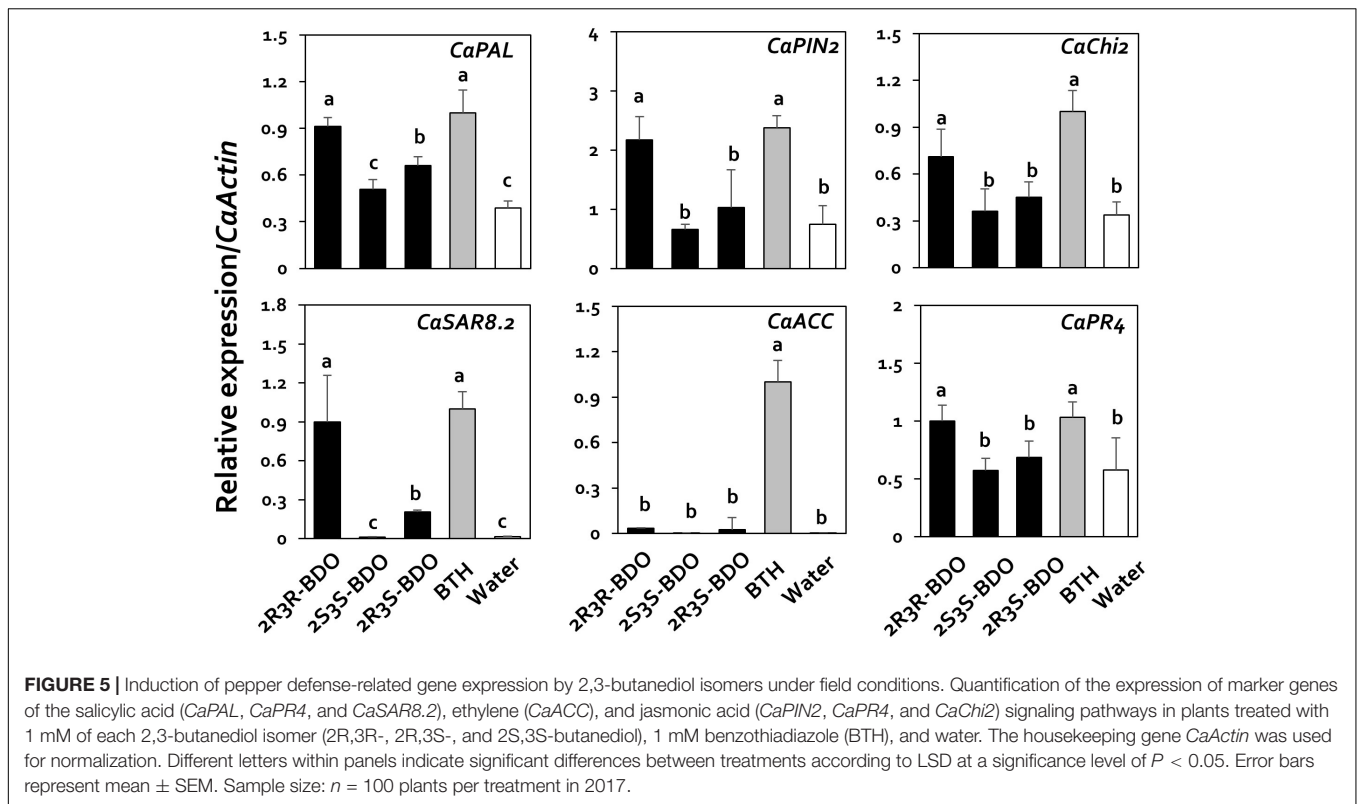 Relative expression/CaActin
1.5
1.2
0.9
0.6
0.3
0
CaPAL
a
c
b
a
c
4
3
2
1
0
CaPIN2
a
b
b
a
b
1.5
1.2
0.9
0.6
0.3
0
CaChi2
a
b
b
a
b
1.8
1.5
1.2
0.9
0.6
0.3
0
CaSAR8.2
a
c
b
a
c
1.5
1.2
0.9
0.6
0.3
0
CaACC
b
b
b
a
b
2
1.5
1
0.5
0
CaPR4
a
b
b
a
b
2R3R-BDO
2S3S-BDO
2R3S-BDO
BTH
Water
2R3R-BDO
2S3S-BDO
2R3S-BDO
BTH
Water
2R3R-BDO
2S3S-BDO
2R3S-BDO
BTH
Water
FIGURE 5 | Induction of pepper defense-related gene expression by 2,3-butanediol isomers under field conditions. Quantification of the expression of marker genes
of the salicylic acid (CaPAL, CaPR4, and CaSAR8.2), ethylene (CaACC), and jasmonic acid (CaPIN2, CaPR4, and CaChi2) signaling pathways in plants treated with
1 mM of each 2,3-butanediol isomer (2R,3R-, 2R,3S-, and 2S,3S-butanediol), 1 mM benzothiadiazole (BTH), and water. The housekeeping gene CaActin was used
for normalization. Different letters within panels indicate significant differences between treatments according to LSD at a significance level of P < 0.05. Error bars
represent mean ± SEM. Sample size: n = 100 plants per treatment in 2017.